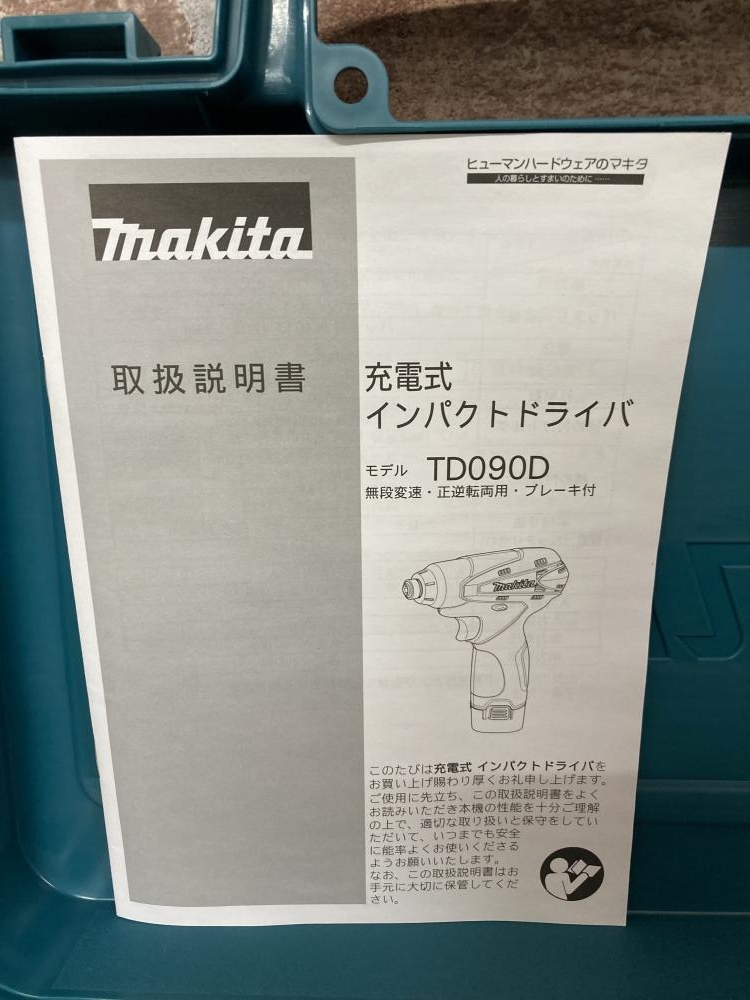 ヒューマンハードウェアのマキタ
人の暮らしとすまいのために ……
makita
取扱説明書
充電式
インパクトドライバ
モデル TD090D
無段変速・正逆転両用・ブレーキ付
makita
このたびは充電式 インパクトドライバを
お買い上げ賜わり厚くお礼申し上げます。
ご使用に先立ち、この取扱説明書をよく
お読みいただき本機の性能を十分ご理解
の上で、適切な取り扱いと保守をしてい
ただいて、いつまでも安全
に能率よくお使いくださる
ようお願いいたします。
なお、この取扱説明書はお
手元に大切に保管してくだ
さい。